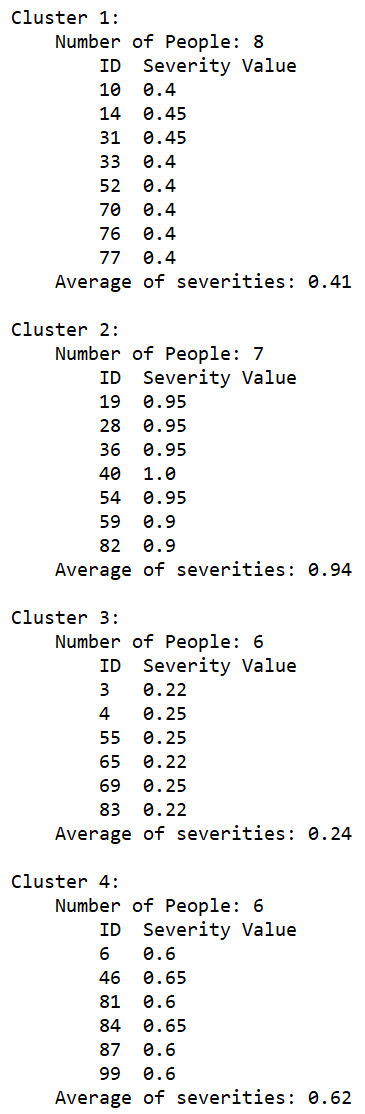 Cluster 1:
Number of People: 8
ID Severity Value
10 0.4
14 0.45
31 0.45
33 0.4
52 0.4
70 0.4
76 0.4
77 0.4
Average of severities: 0.41
Cluster 2:
Number of People: 7
ID Severity Value
19 0.95
28 0.95
36 0.95
40 1.0
54 0.95
59 0.9
82 0.9
Average of severities: 0.94
Cluster 3:
Number of People: 6
ID Severity Value
3 0.22
4 0.25
55 0.25
65 0.22
69 0.25
83 0.22
Average of severities: 0.24
Cluster 4:
Number of People: 6
ID Severity Value
6 0.6
46 0.65
81 0.6
84 0.65
87 0.6
99 0.6
Average of severities: 0.62